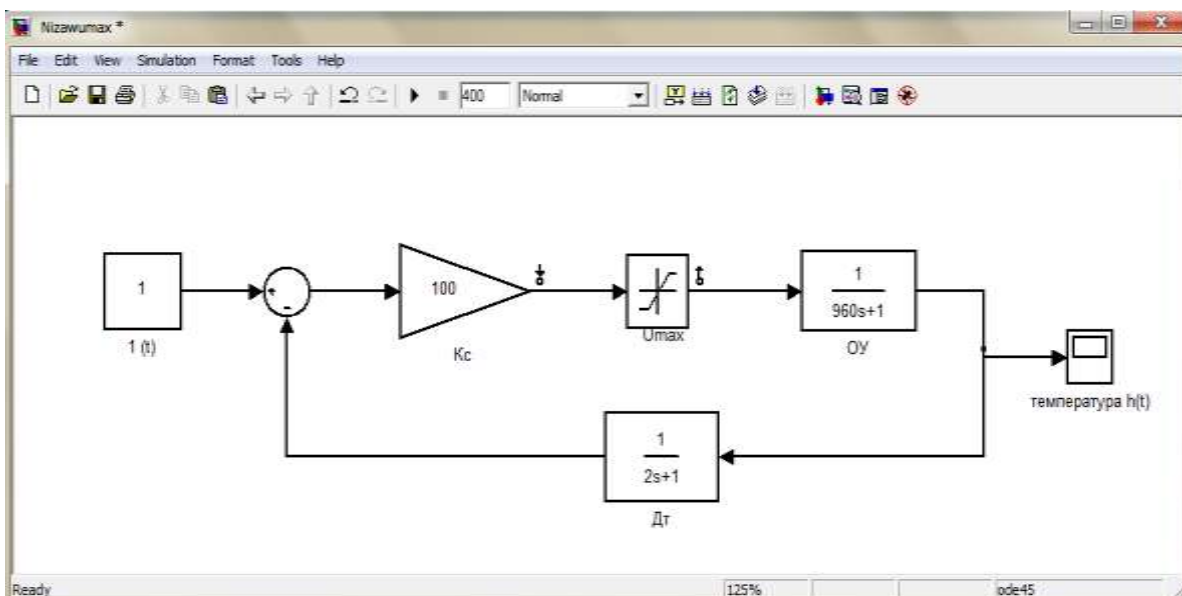 Nizawumax *
File Edit View Simulation Format Tools Help
400 Normal
1
1 (t)
100
Kc
Umax
1
960s+1
ОУ
температура h(t)
1
2s+1
Дт
Ready 125% ode45